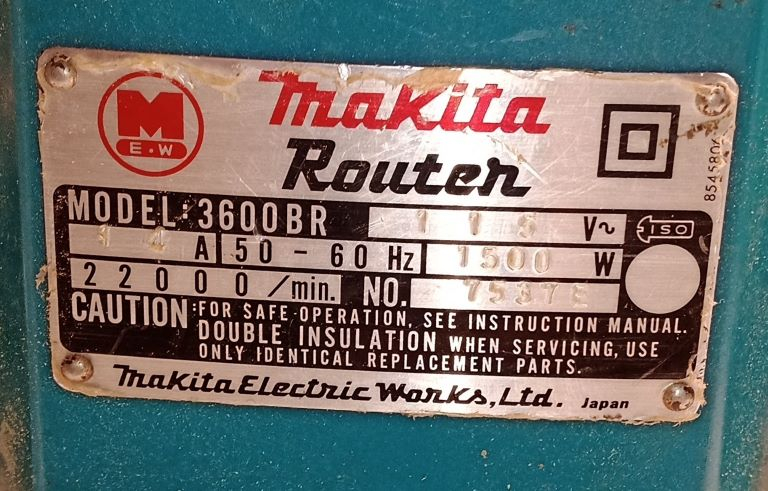 M
E.W
Makita
Router
MODEL: 3600BR 115 V~
ISO
14 A 50 - 60 Hz 1500 W
22000/min. NO. 7537E
CAUTION: FOR SAFE OPERATION, SEE INSTRUCTION MANUAL.
DOUBLE INSULATION WHEN SERVICING, USE
ONLY IDENTICAL REPLACEMENT PARTS.
Makita Electric Works, Ltd. Japan